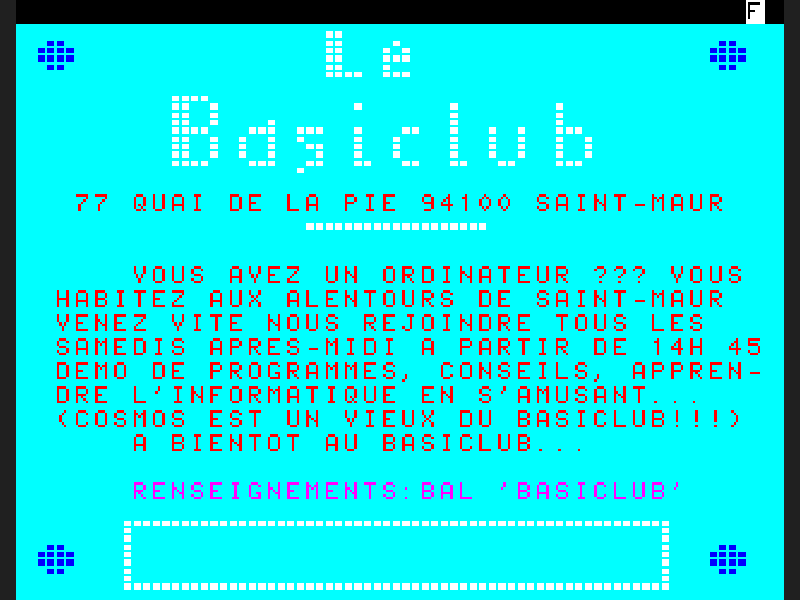 F
Le
Basiclub
77 QUAI DE LA PIE 94100 SAINT-MAUR
VOUS AVEZ UN ORDINATEUR ??? VOUS
HABITEZ AUX ALENTOURS DE SAINT-MAUR
VENEZ VITE NOUS REJOINDRE TOUS LES
SAMEDIS APRES-MIDI A PARTIR DE 14H 45
DEMO DE PROGRAMMES, CONSEILS, APPREN-
DRE L'INFORMATIQUE EN S'AMUSANT...
(COSMOS EST UN VIEUX DU BASICLUB!!!)
A BIENTOT AU BASICLUB...
RENSEIGNEMENTS:BAL 'BASICLUB'